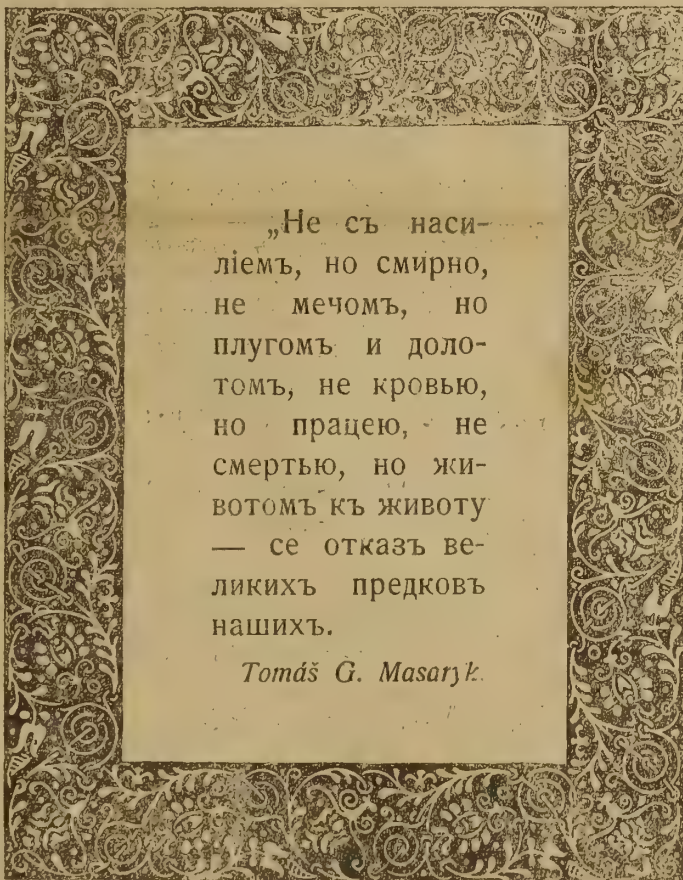 „Не съ наси-
ліемъ, но смирно,
не мечомъ, но
плугомъ и доло-
томъ, не кровью,
но працею, не
смертью, но жи-
вотомъ къ животу
— се отказъ ве-
ликихъ предковъ
нашихъ.
Tomáš G. Masaryk.